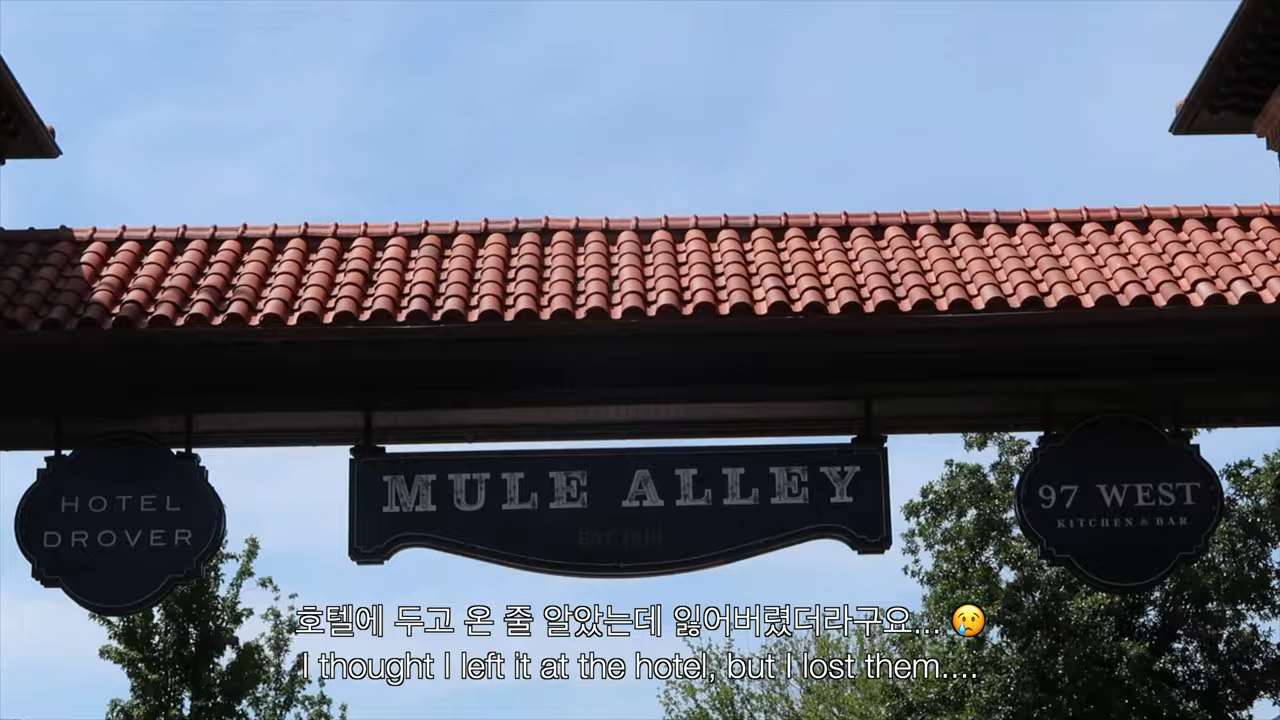 HOTEL
DROVER
MULE ALLEY
97 WEST
KITCHEN & BAR
호텔에 두고 온 줄 알았는데 잃어버렸더라구요... 😢
I thought I left it at the hotel, but I lost them....